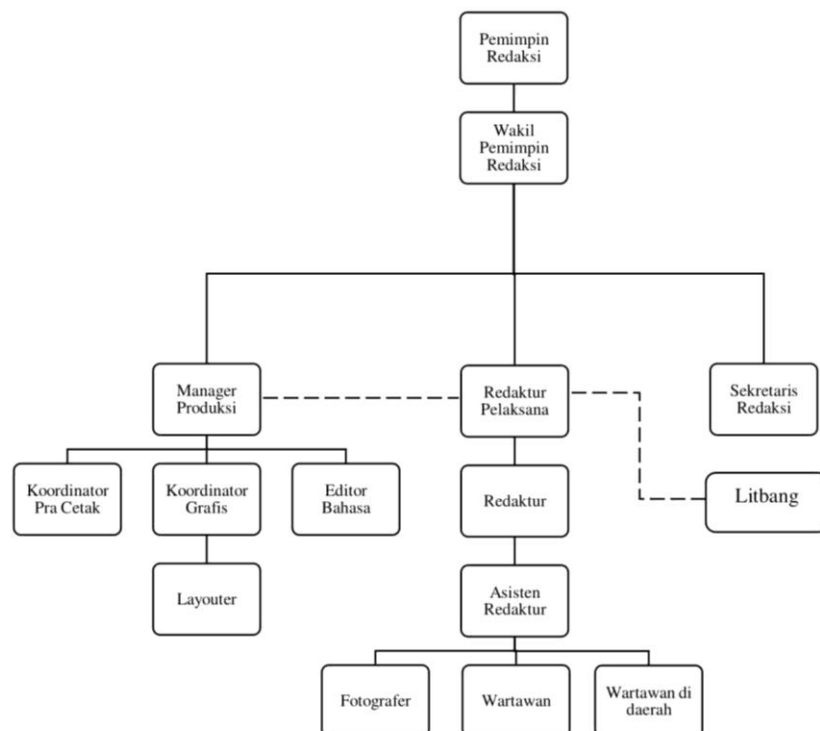 Pemimpin
Redaksi
Wakil
Pemimpin
Redaksi
Manager
Produksi
Redaktur
Pelaksana
Sekretaris
Redaksi
Koordinator
Pra Cetak
Koordinator
Grafis
Editor
Bahasa
Redaktur
Litbang
Layouter
Asisten
Redaktur
Fotografer
Wartawan
Wartawan di
daerah